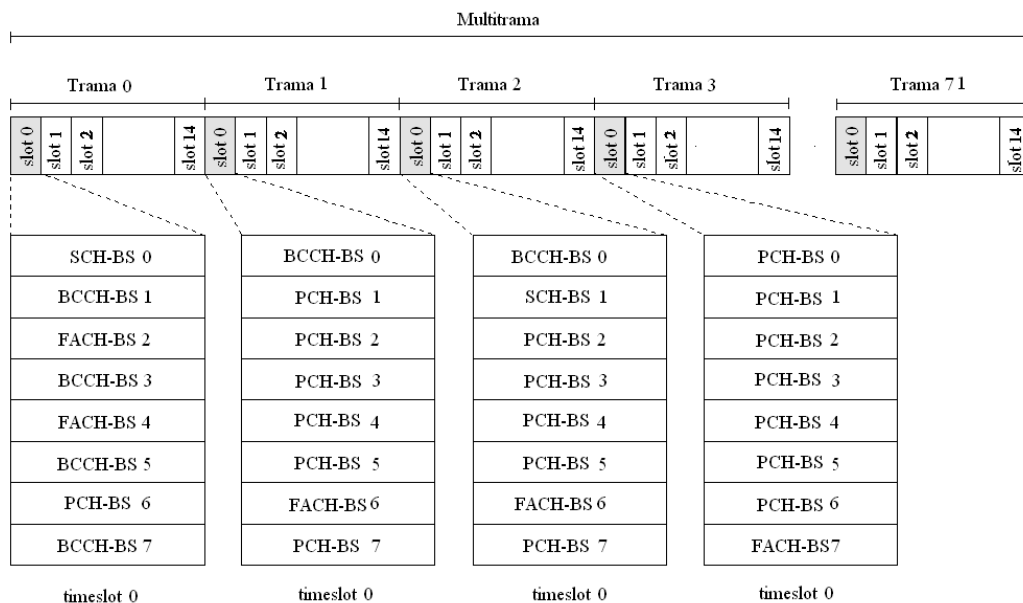 Multitrama
Trama 0 Trama 1 Trama 2 Trama 3 Trama 71
slot 0 slot 1 slot 2 slot 14 slot 0 slot 1 slot 2 slot 14 slot 0 slot 1 slot 2 slot 14 slot 0 slot 1 slot 2 slot 14 slot 0 slot 1 slot 2 slot 14
SCH-BS 0 BCCH-BS 0 BCCH-BS 0 PCH-BS 0
BCCH-BS 1 PCH-BS 1 SCH-BS 1 PCH-BS 1
FACH-BS 2 PCH-BS 2 PCH-BS 2 PCH-BS 2
BCCH-BS 3 PCH-BS 3 PCH-BS 3 PCH-BS 3
FACH-BS 4 PCH-BS 4 PCH-BS 4 PCH-BS 4
BCCH-BS 5 PCH-BS 5 PCH-BS 5 PCH-BS 5
PCH-BS 6 FACH-BS 6 FACH-BS 6 PCH-BS 6
BCCH-BS 7 PCH-BS 7 PCH-BS 7 FACH-BS 7
timeslot 0 timeslot 0 timeslot 0 timeslot 0